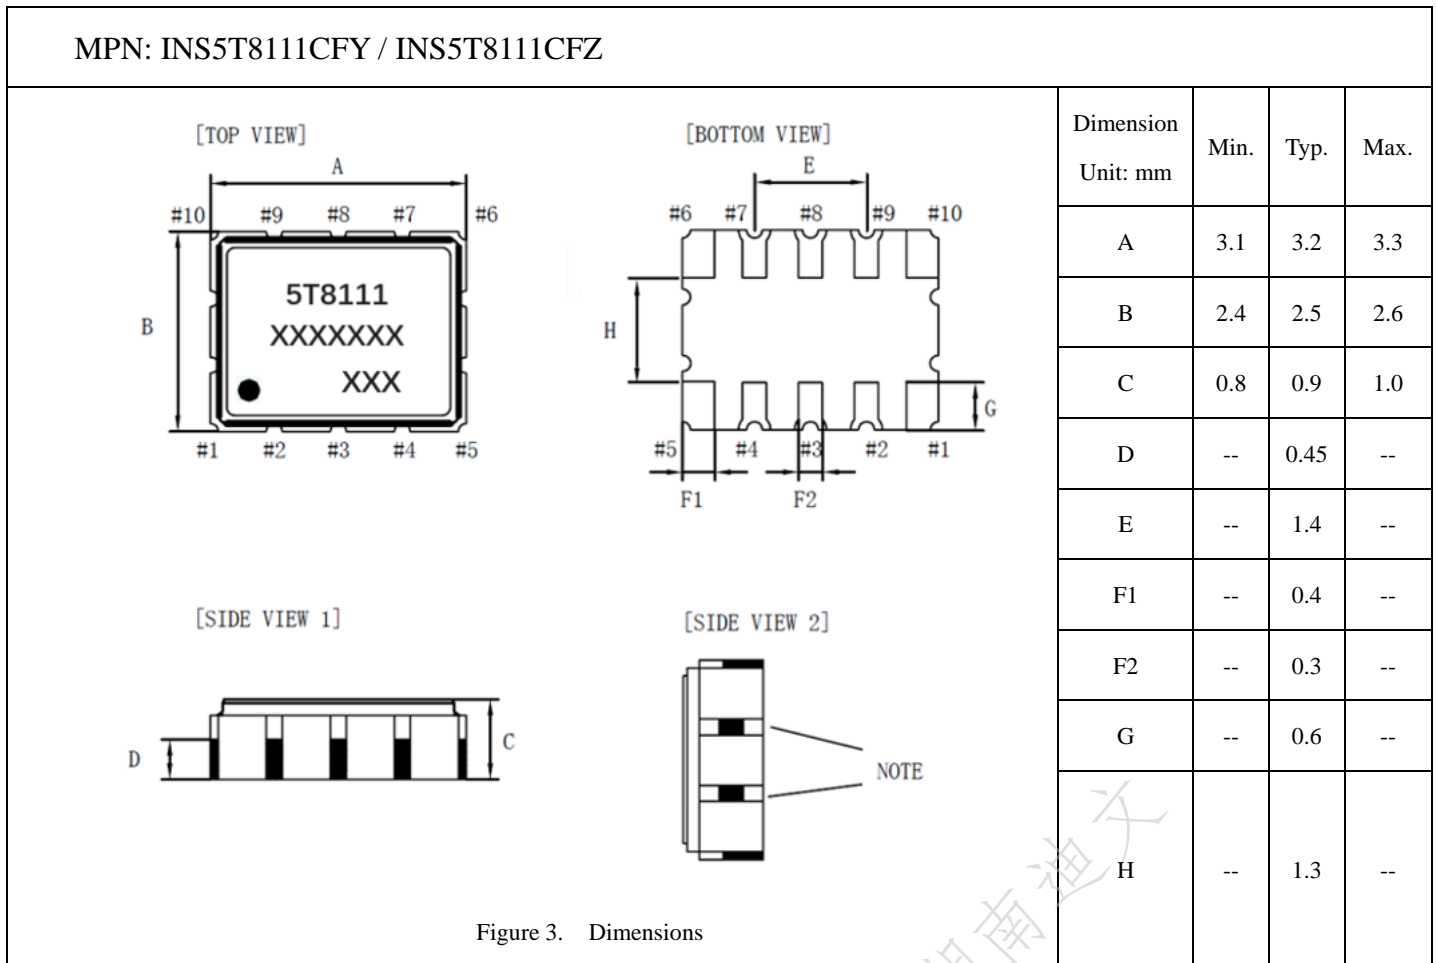 MPN: INS5T8111CFY / INS5T8111CFZ
[TOP VIEW]
A
#10 #9 #8 #7 #6
B
5T8111
XXXXXXX
XXX
#1 #2 #3 #4 #5
[BOTTOM VIEW]
E
#6 #7 #8 #9 #10
H
G
#5 #4 #3 #2 #1
F1 F2
[SIDE VIEW 1]
D C
[SIDE VIEW 2]
NOTE
Figure 3. Dimensions
Dimension
Unit: mm
Min. Typ. Max.
A 3.1 3.2 3.3
B 2.4 2.5 2.6
C 0.8 0.9 1.0
D -- 0.45 --
E -- 1.4 --
F1 -- 0.4 --
F2 -- 0.3 --
G -- 0.6 --
H -- 1.3 --
南迪文